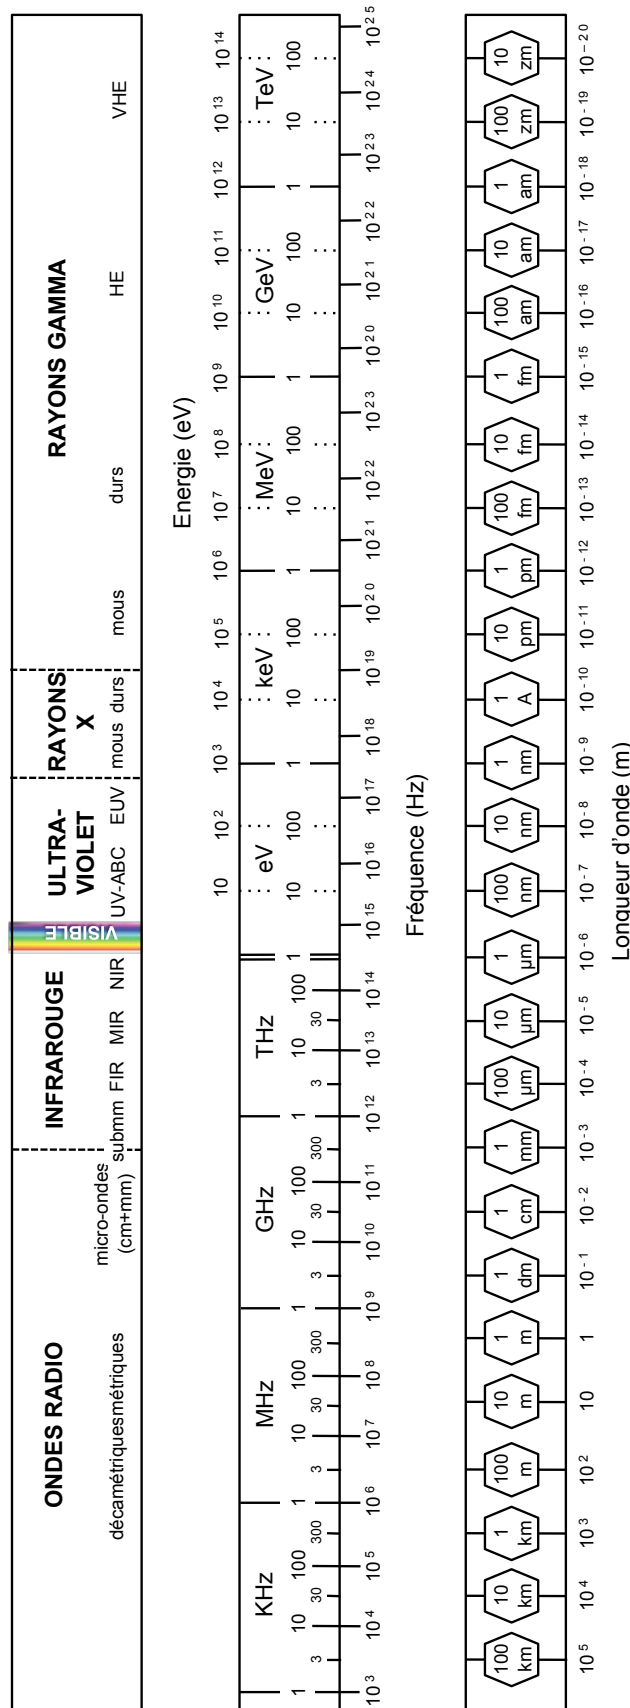 ONDES RADIO
INFRAROUGE
VISIBLE
ULTRA-
VIOLET
RAYONS
X
RAYONS GAMMA
décamétriquesmétriques
micro-ondes
(cm+mm)
submm FIR MIR NIR
UV-ABC EUV
mous durs
mous durs HE VHE
Energie (eV)
10 10² 10³ 10⁴ 10⁵ 10⁶ 10⁷ 10⁸ 10⁹ 10¹⁰ 10¹¹ 10¹² 10¹³ 10¹⁴
KHz MHz GHz THz eV keV MeV GeV TeV
1 3 10 30 100 300 1 3 10 30 100 300 1 3 10 30 100 300 1 3 10 30 100 1 10 100 1 10 100 1 10 100 1 10 100 1 10 100
10³ 10⁴ 10⁵ 10⁶ 10⁷ 10⁸ 10⁹ 10¹⁰ 10¹¹ 10¹² 10¹³ 10¹⁴ 10¹⁵ 10¹⁶ 10¹⁷ 10¹⁸ 10¹⁹ 10²⁰ 10²¹ 10²² 10²³ 10²⁰ 10²¹ 10²² 10²³ 10²⁴ 10²⁵
Fréquence (Hz)
100 10 1 100 10 1 1 1 1 100 10 1 100 10 1 1 10 1 100 10 1 100 10 1 100 10
km km km m m m dm cm mm µm µm µm nm nm nm A pm pm fm fm fm am am am zm zm
10⁵ 10⁴ 10³ 10² 10 1 10⁻¹ 10⁻² 10⁻³ 10⁻⁴ 10⁻⁵ 10⁻⁶ 10⁻⁷ 10⁻⁸ 10⁻⁹ 10⁻¹⁰ 10⁻¹¹ 10⁻¹² 10⁻¹³ 10⁻¹⁴ 10⁻¹⁵ 10⁻¹⁶ 10⁻¹⁷ 10⁻¹⁸ 10⁻¹⁹ 10⁻²⁰
Longueur d'onde (m)